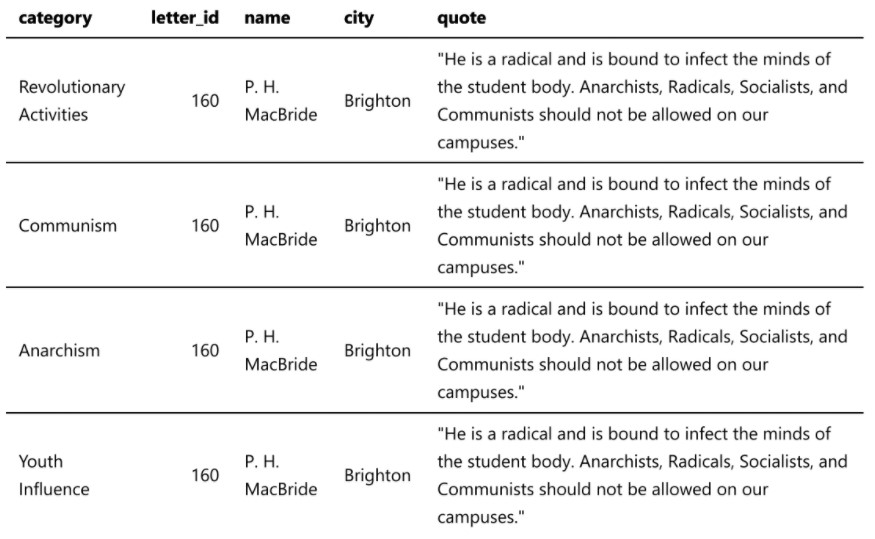 category letter_id name city quote
Revolutionary Activities 160 P. H. MacBride Brighton "He is a radical and is bound to infect the minds of
the student body. Anarchists, Radicals, Socialists, and
Communists should not be allowed on our
campuses."
Communism 160 P. H. MacBride Brighton "He is a radical and is bound to infect the minds of
the student body. Anarchists, Radicals, Socialists, and
Communists should not be allowed on our
campuses."
Anarchism 160 P. H. MacBride Brighton "He is a radical and is bound to infect the minds of
the student body. Anarchists, Radicals, Socialists, and
Communists should not be allowed on our
campuses."
Youth Influence 160 P. H. MacBride Brighton "He is a radical and is bound to infect the minds of
the student body. Anarchists, Radicals, Socialists, and
Communists should not be allowed on our
campuses."